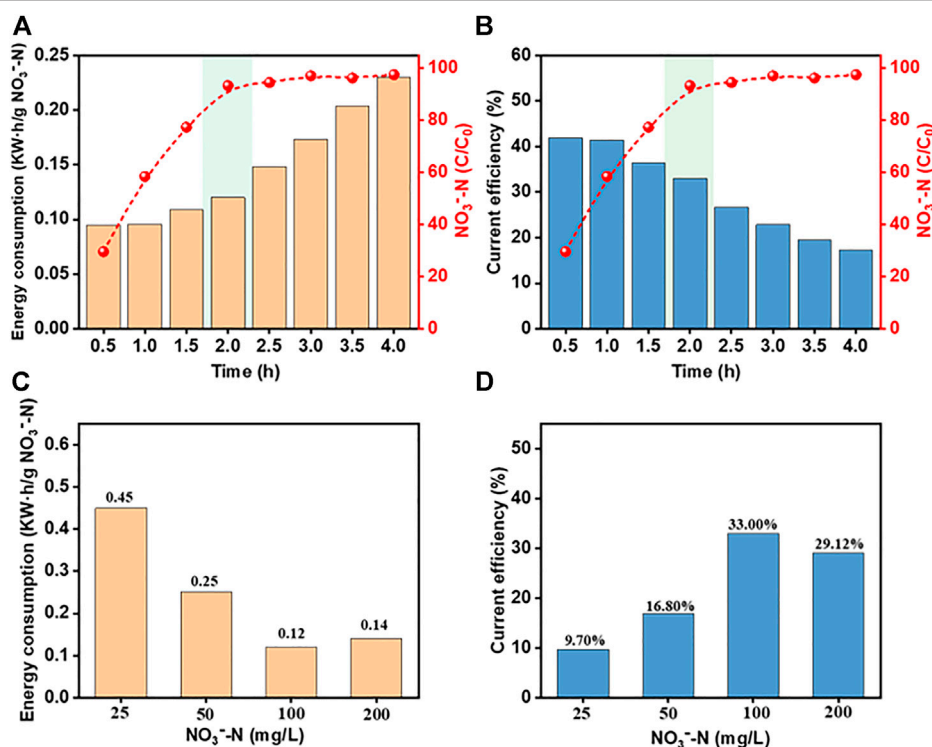 A
Energy consumption (KW·h/g NO₃⁻-N)
0.25
0.20
0.15
0.10
0.05
0.00
0.5 1.0 1.5 2.0 2.5 3.0 3.5 4.0
Time (h)
100
80
60
40
20
0
NO₃⁻-N (C/C₀)
B
Current efficiency (%)
60
50
40
30
20
10
0
0.5 1.0 1.5 2.0 2.5 3.0 3.5 4.0
Time (h)
100
80
60
40
20
0
NO₃⁻-N (C/C₀)
C
Energy consumption (KW·h/g NO₃⁻-N)
0.6
0.5
0.4
0.3
0.2
0.1
0.0
0.45
0.25
0.12
0.14
25 50 100 200
NO₃⁻-N (mg/L)
D
Current efficiency (%)
50
40
30
20
10
0
9.70%
16.80%
33.00%
29.12%
25 50 100 200
NO₃⁻-N (mg/L)